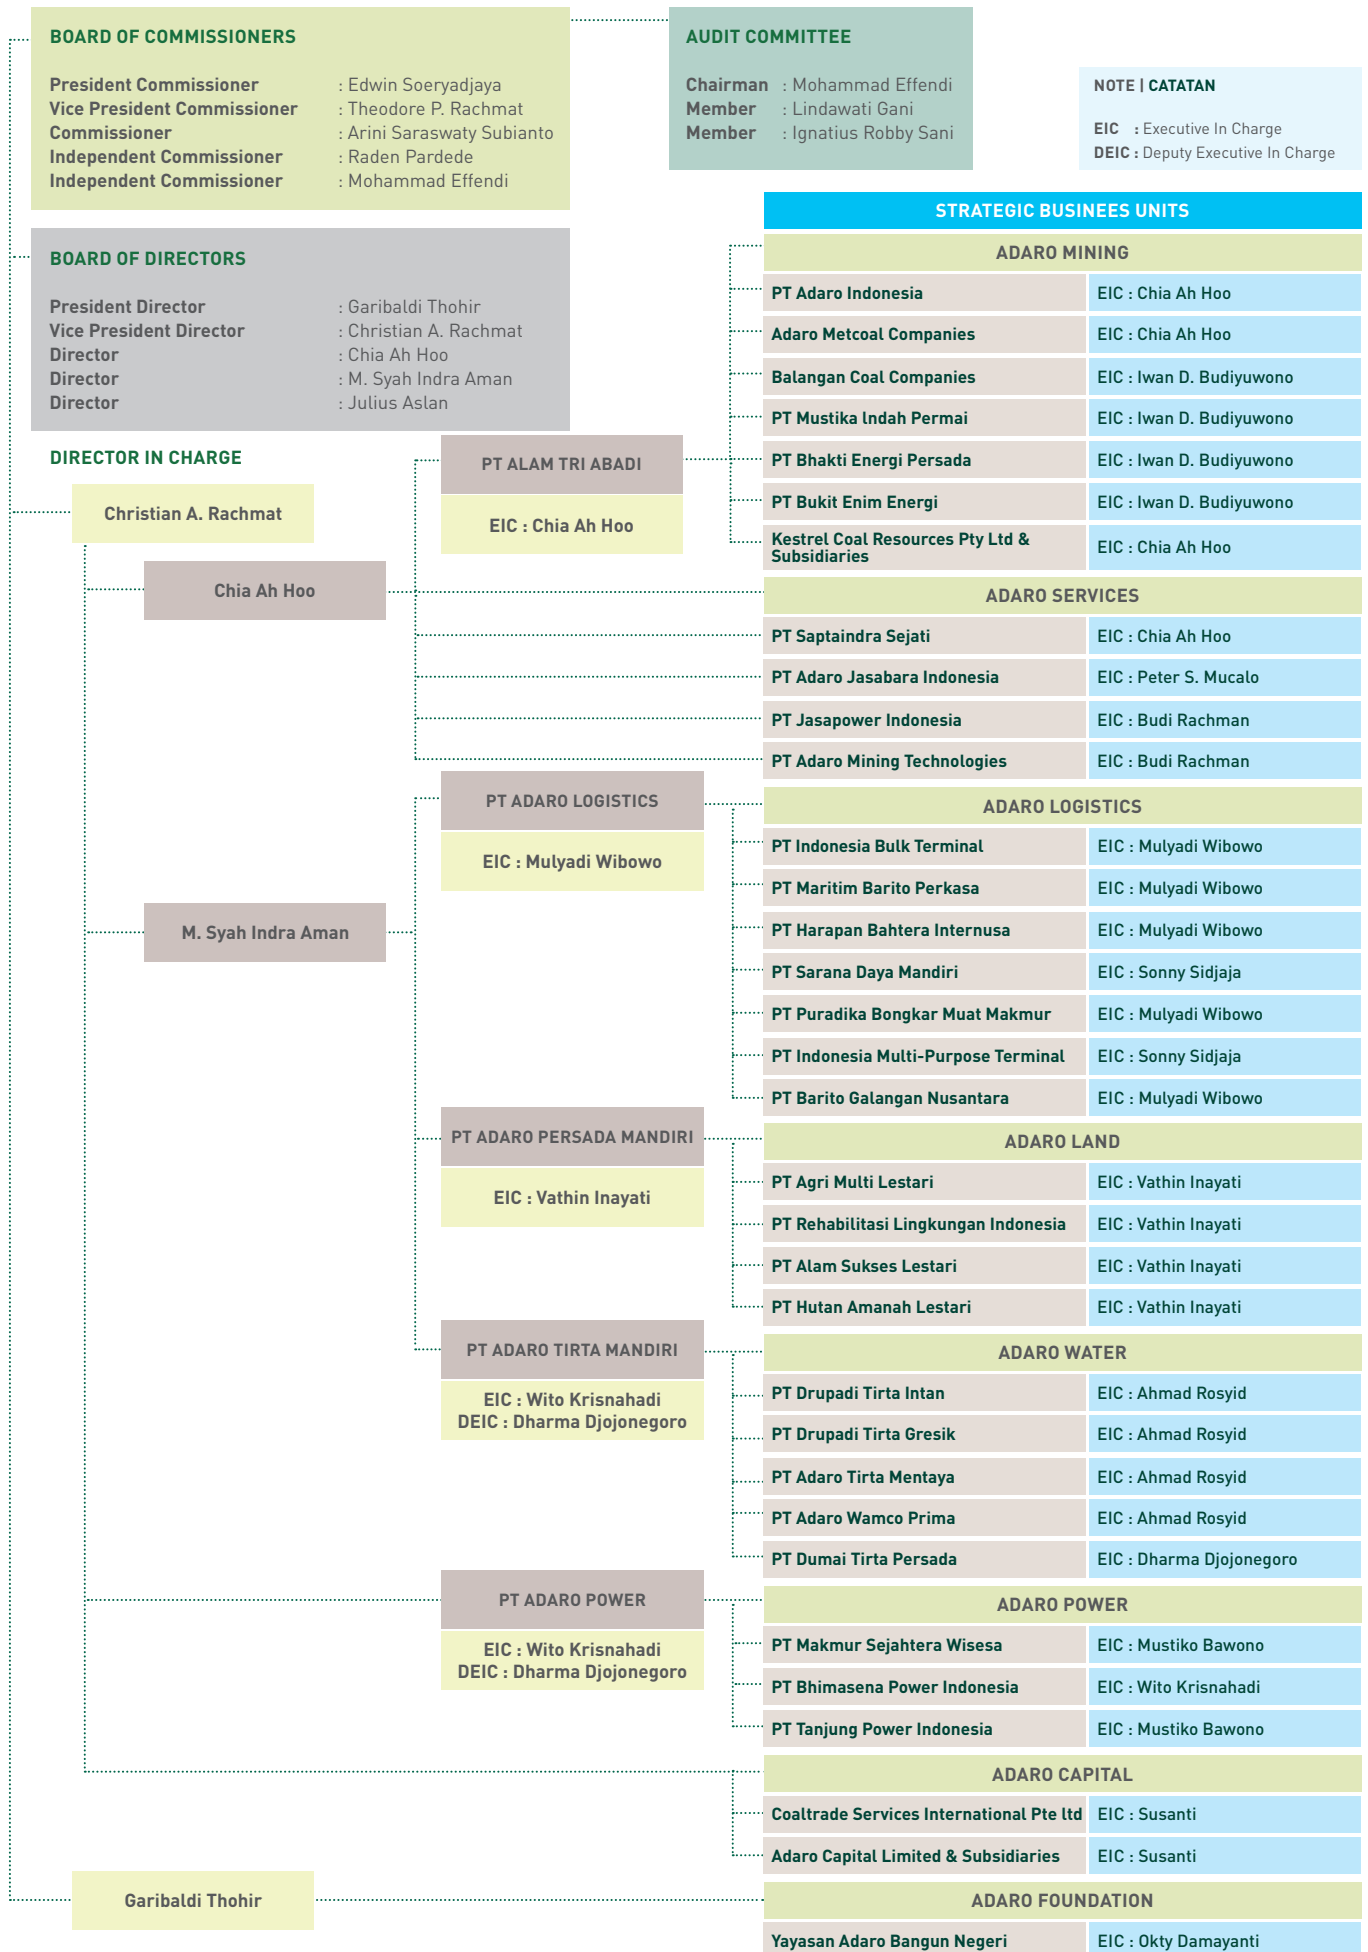 BOARD OF COMMISSIONERS
President Commissioner : Edwin Soeryadjaya
Vice President Commissioner : Theodore P. Rachmat
Commissioner : Arini Saraswaty Subianto
Independent Commissioner : Raden Pardede
Independent Commissioner : Mohammad Effendi
AUDIT COMMITTEE
Chairman : Mohammad Effendi
Member : Lindawati Gani
Member : Ignatius Robby Sani
NOTE | CATATAN
EIC : Executive In Charge
DEIC : Deputy Executive In Charge
BOARD OF DIRECTORS
President Director : Garibaldi Thohir
Vice President Director : Christian A. Rachmat
Director : Chia Ah Hoo
Director : M. Syah Indra Aman
Director : Julius Aslan
DIRECTOR IN CHARGE
Christian A. Rachmat
Chia Ah Hoo
PT ALAM TRI ABADI
EIC : Chia Ah Hoo
STRATEGIC BUSINEES UNITS
ADARO MINING
PT Adaro Indonesia EIC : Chia Ah Hoo
Adaro Metcoal Companies EIC : Chia Ah Hoo
Balangan Coal Companies EIC : Iwan D. Budiyuwono
PT Mustika Indah Permai EIC : Iwan D. Budiyuwono
PT Bhakti Energi Persada EIC : Iwan D. Budiyuwono
PT Bukit Enim Energi EIC : Iwan D. Budiyuwono
Kestrel Coal Resources Pty Ltd &
Subsidiaries EIC : Chia Ah Hoo
ADARO SERVICES
PT Saptaindra Sejati EIC : Chia Ah Hoo
PT Adaro Jasabara Indonesia EIC : Peter S. Mucalo
PT Jasapower Indonesia EIC : Budi Rachman
PT Adaro Mining Technologies EIC : Budi Rachman
M. Syah Indra Aman
PT ADARO LOGISTICS
EIC : Mulyadi Wibowo
ADARO LOGISTICS
PT Indonesia Bulk Terminal EIC : Mulyadi Wibowo
PT Maritim Barito Perkasa EIC : Mulyadi Wibowo
PT Harapan Bahtera Internusa EIC : Mulyadi Wibowo
PT Sarana Daya Mandiri EIC : Sonny Sidjaja
PT Puradika Bongkar Muat Makmur EIC : Mulyadi Wibowo
PT Indonesia Multi-Purpose Terminal EIC : Sonny Sidjaja
PT Barito Galangan Nusantara EIC : Mulyadi Wibowo
PT ADARO PERSADA MANDIRI
EIC : Vathin Inayati
ADARO LAND
PT Agri Multi Lestari EIC : Vathin Inayati
PT Rehabilitasi Lingkungan Indonesia EIC : Vathin Inayati
PT Alam Sukses Lestari EIC : Vathin Inayati
PT Hutan Amanah Lestari EIC : Vathin Inayati
PT ADARO TIRTA MANDIRI
EIC : Wito Krisnahadi
DEIC : Dharma Djojonegoro
ADARO WATER
PT Drupadi Tirta Intan EIC : Ahmad Rosyid
PT Drupadi Tirta Gresik EIC : Ahmad Rosyid
PT Adaro Tirta Mentaya EIC : Ahmad Rosyid
PT Adaro Wamco Prima EIC : Ahmad Rosyid
PT Dumai Tirta Persada EIC : Dharma Djojonegoro
PT ADARO POWER
EIC : Wito Krisnahadi
DEIC : Dharma Djojonegoro
ADARO POWER
PT Makmur Sejahtera Wisesa EIC : Mustiko Bawono
PT Bhimasena Power Indonesia EIC : Wito Krisnahadi
PT Tanjung Power Indonesia EIC : Mustiko Bawono
ADARO CAPITAL
Coaltrade Services International Pte ltd EIC : Susanti
Adaro Capital Limited & Subsidiaries EIC : Susanti
Garibaldi Thohir
ADARO FOUNDATION
Yayasan Adaro Bangun Negeri EIC : Okty Damayanti